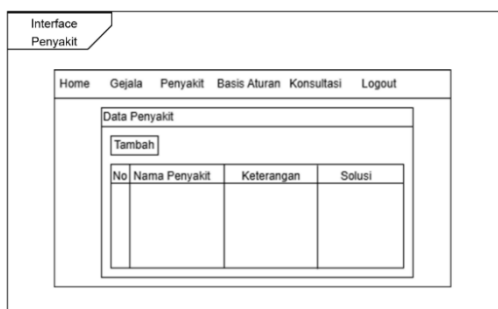 Interface
Penyakit
Home Gejala Penyakit Basis Aturan Konsultasi Logout
Data Penyakit
Tambah
No Nama Penyakit Keterangan Solusi